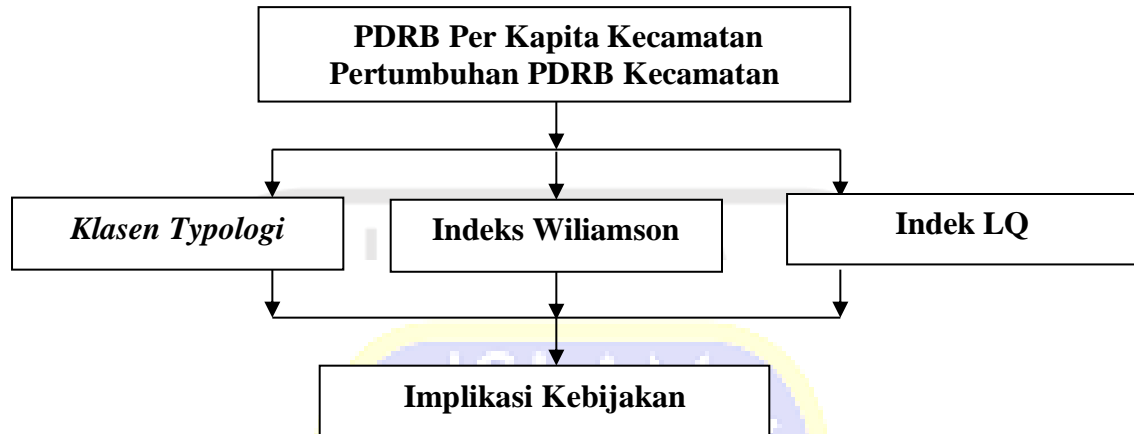 PDRB Per Kapita Kecamatan
Pertumbuhan PDRB Kecamatan
Klasen Typologi
Indeks Wiliamson
Indek LQ
Implikasi Kebijakan